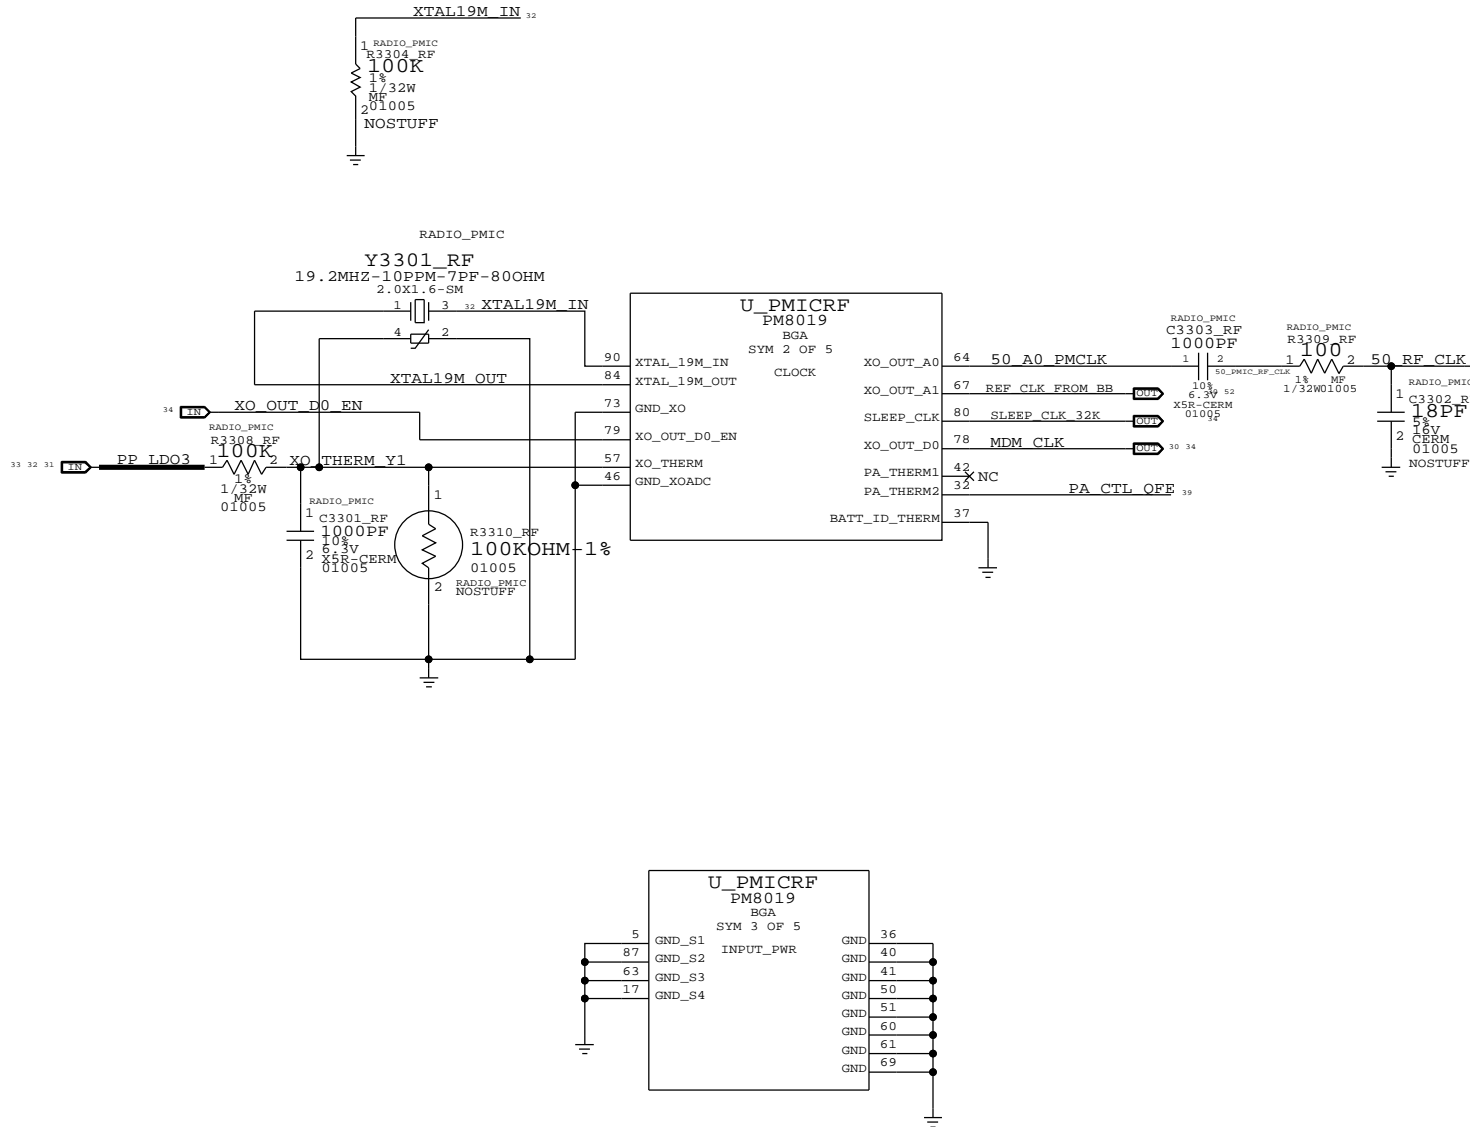 XTAL19M_IN 32
1 RADIO_PMIC
R3304_RF
100K
1%
1/32W
MF
01005
2
NOSTUFF
RADIO_PMIC
Y3301_RF
19.2MHZ-10PPM-7PF-80OHM
2.0X1.6-SM
1 3 32 XTAL19M_IN
4 2
XTAL19M_OUT
34 IN XO_OUT_D0_EN
RADIO_PMIC
R3308_RF
100K
33 32 31 IN PP_LDO3 1 2 XO_THERM_Y1
1%
1/32W
MF
01005
RADIO_PMIC
1 C3301_RF
1000PF
10%
6.3V
2 X5R-CERM
01005
1
R3310_RF
100KOHM-1%
01005
2 RADIO_PMIC
NOSTUFF
U_PMICRF
PM8019
BGA
SYM 2 OF 5
CLOCK
90 XTAL_19M_IN
84 XTAL_19M_OUT
73 GND_XO
79 XO_OUT_D0_EN
57 XO_THERM
46 GND_XOADC
XO_OUT_A0 64 50_A0_PMCLK
XO_OUT_A1 67 REF_CLK_FROM_BB OUT 52
SLEEP_CLK 80 SLEEP_CLK_32K OUT 34
XO_OUT_D0 78 MDM_CLK OUT 30 34
PA_THERM1 42 NC
PA_THERM2 32 PA_CTL_QFE 39
BATT_ID_THERM 37
RADIO_PMIC
C3303_RF
1000PF
1 2
50_PMIC_RF_CLK
10%
6.3V
X5R-CERM
01005
RADIO_PMIC
R3309_RF
100
1 2 50_RF_CLK
1% MF
1/32W01005
RADIO_PMIC
1 C3302_R
18PF
5%
16V
2 CERM
01005
NOSTUFF
U_PMICRF
PM8019
BGA
SYM 3 OF 5
INPUT_PWR
5 GND_S1
87 GND_S2
63 GND_S3
17 GND_S4
GND 36
GND 40
GND 41
GND 50
GND 51
GND 60
GND 61
GND 69